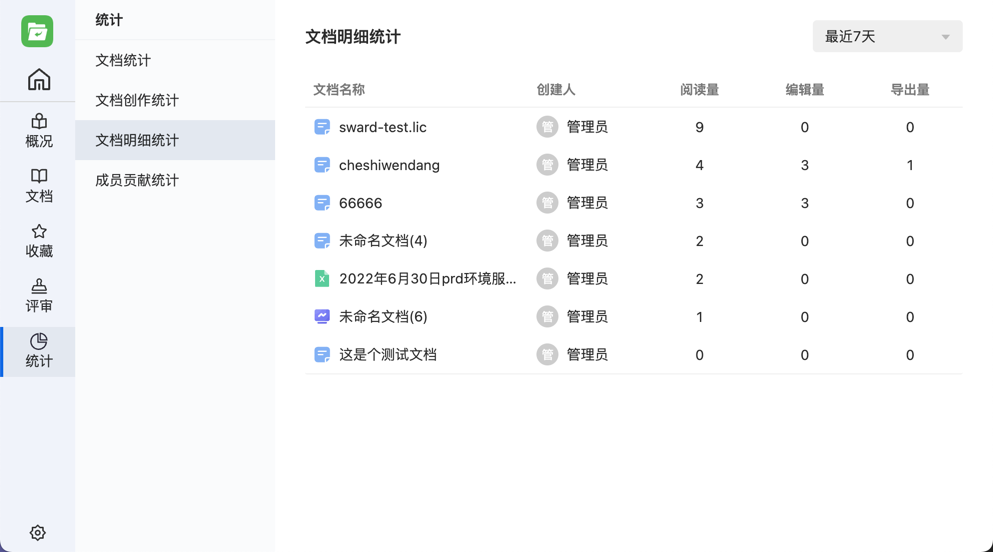 统计
文档统计
文档创作统计
文档明细统计
成员贡献统计
概况
文档
收藏
评审
统计
文档明细统计
最近7天
文档名称 创建人 阅读量 编辑量 导出量
sward-test.lic 管 管理员 9 0 0
cheshiwendang 管 管理员 4 3 1
66666 管 管理员 3 3 0
未命名文档(4) 管 管理员 2 0 0
2022年6月30日prd环境服... 管 管理员 2 0 0
未命名文档(6) 管 管理员 1 0 0
这是个测试文档 管 管理员 0 0 0